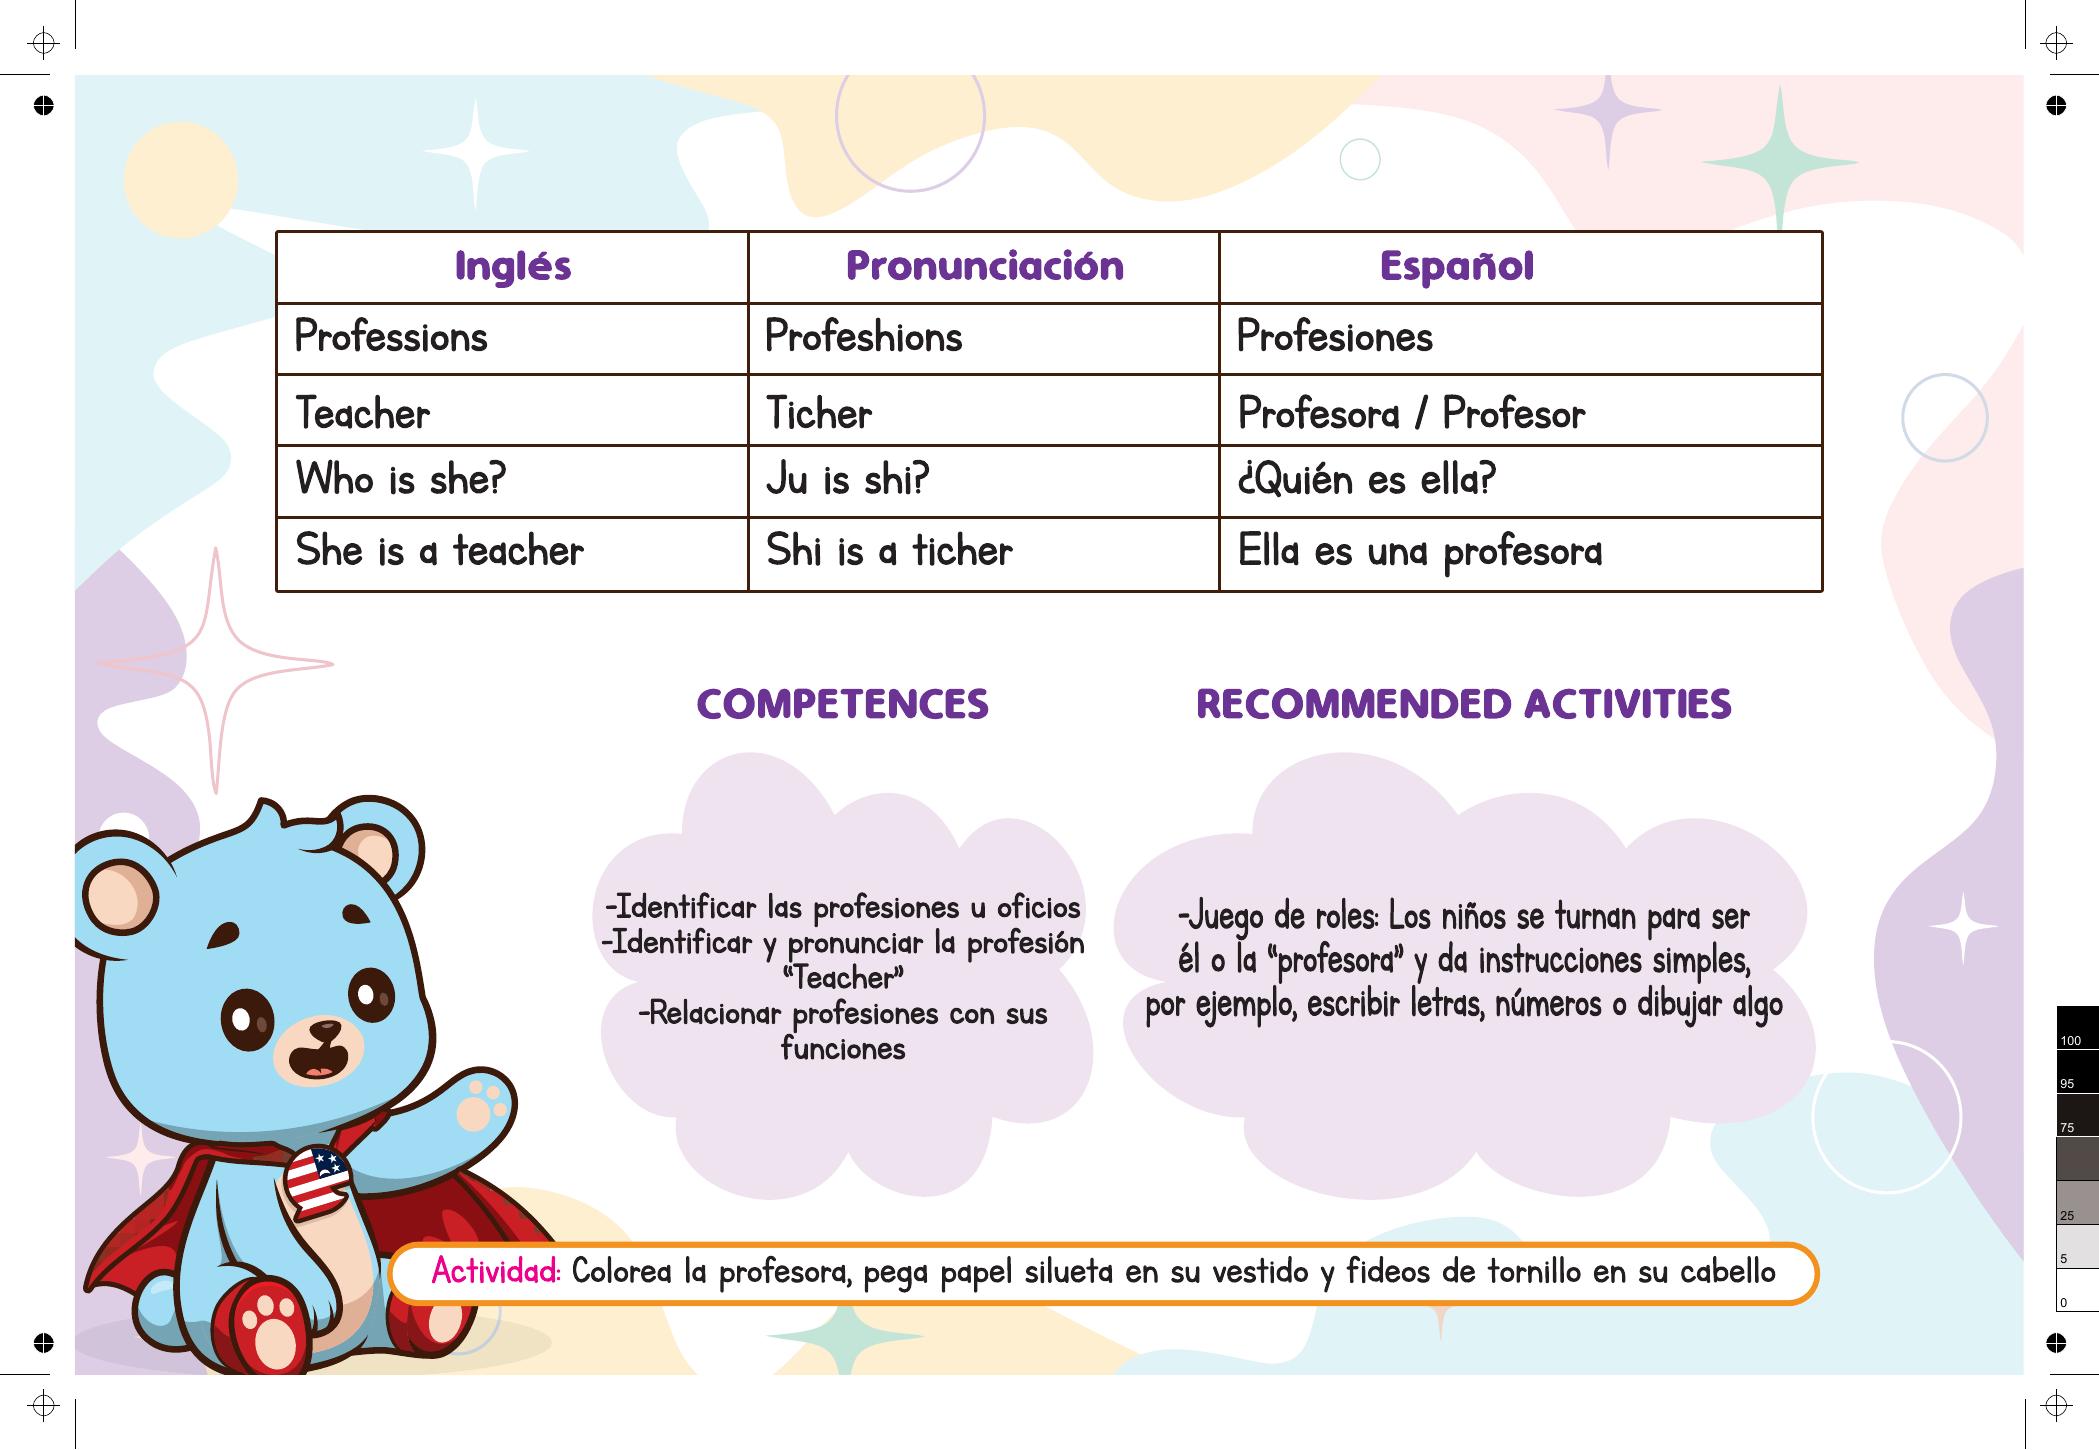 Inglés Pronunciación Español
Professions Profeshions Profesiones
Teacher Ticher Profesora / Profesor
Who is she? Ju is shi? ¿Quién es ella?
She is a teacher Shi is a ticher Ella es una profesora
COMPETENCES
-Identificar las profesiones u oficios
-Identificar y pronunciar la profesión
“Teacher”
-Relacionar profesiones con sus
funciones
RECOMMENDED ACTIVITIES
-Juego de roles: Los niños se turnan para ser
él o la “profesora” y da instrucciones simples,
por ejemplo, escribir letras, números o dibujar algo
Actividad: Colorea la profesora, pega papel silueta en su vestido y fideos de tornillo en su cabello
100
95
75
25
5
0